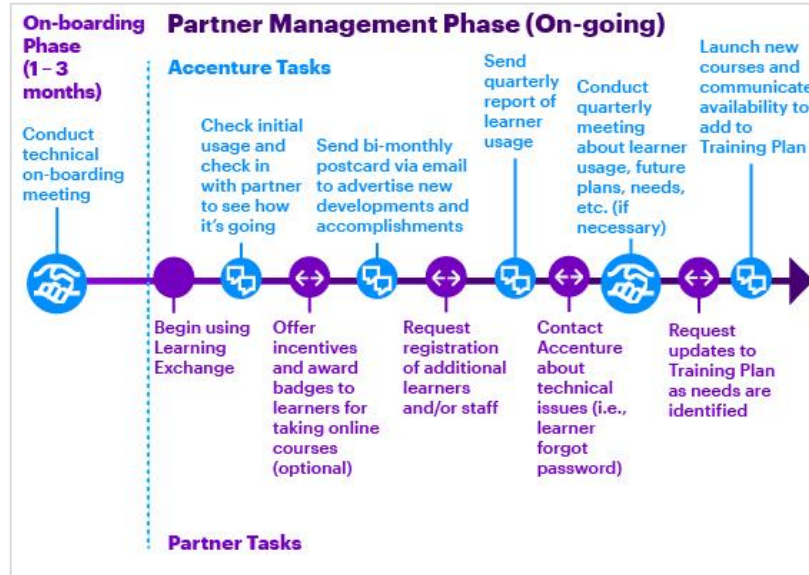 On-boarding
Phase
(1 – 3
months)
Partner Management Phase (On-going)
Accenture Tasks
Conduct
technical
on-boarding
meeting
Check initial
usage and
check in
with partner
to see how
it's going
Send bi-monthly
postcard via email
to advertise new
developments and
accomplishments
Send
quarterly
report of
learner
usage
Conduct
quarterly
meeting
about learner
usage, future
plans, needs,
etc. (if
necessary)
Launch new
courses and
communicate
availability to
add to
Training Plan
Begin using
Learning
Exchange
Offer
incentives
and award
badges to
learners for
taking online
courses
(optional)
Request
registration
of additional
learners
and/or staff
Contact
Accenture
about
technical
issues (i.e.,
learner
forgot
password)
Request
updates to
Training Plan
as needs are
identified
Partner Tasks